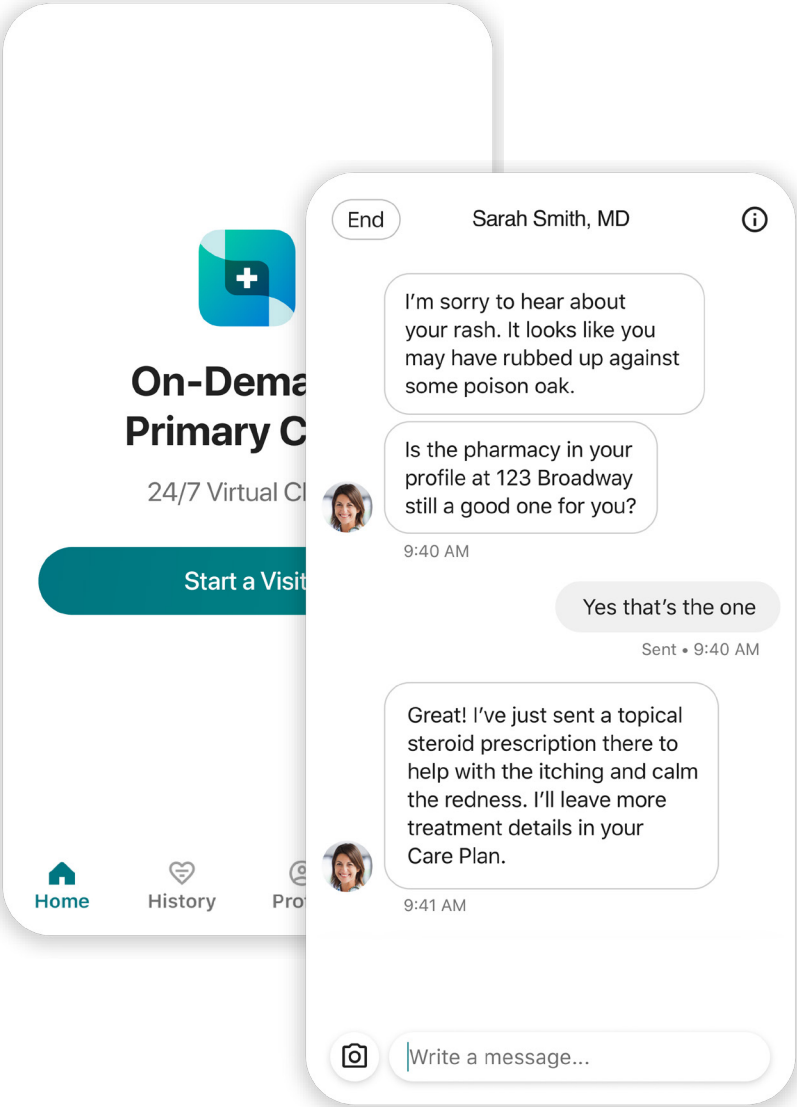 On-Dema
Primary C
24/7 Virtual Cl
Start a Visit
Home
History
Pro
End
Sarah Smith, MD
I’m sorry to hear about
your rash. It looks like you
may have rubbed up against
some poison oak.
Is the pharmacy in your
profile at 123 Broadway
still a good one for you?
9:40 AM
Yes that’s the one
Sent • 9:40 AM
Great! I’ve just sent a topical
steroid prescription there to
help with the itching and calm
the redness. I’ll leave more
treatment details in your
Care Plan.
9:41 AM
Write a message...